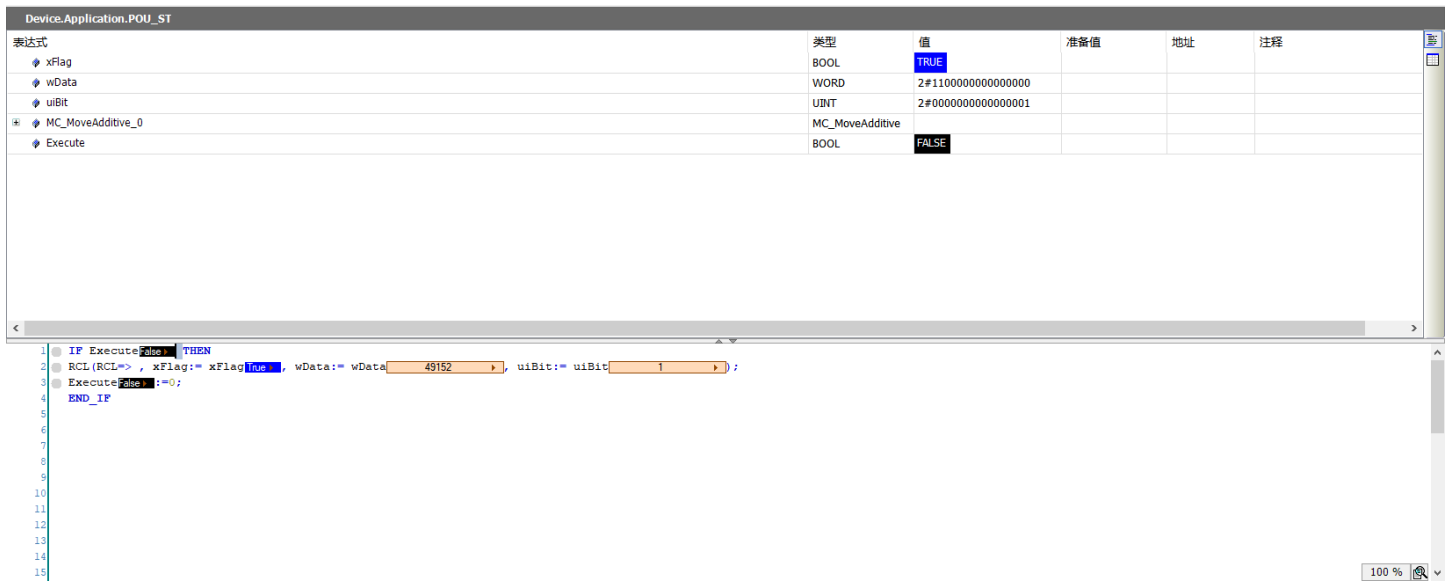 Device.Application.POU_ST
表达式 类型 值 准备值 地址 注释
xFlag BOOL TRUE
wData WORD 2#1100000000000000
uiBit UINT 2#0000000000000001
MC_MoveAdditive_0 MC_MoveAdditive
Execute BOOL FALSE
1 IF Execute False THEN
2 RCL(RCL=> , xFlag:= xFlag True , wData:= wData 49152 , uiBit:= uiBit 1 );
3 Execute False :=0;
4 END_IF
5
6
7
8
9
10
11
12
13
14
15
100 %